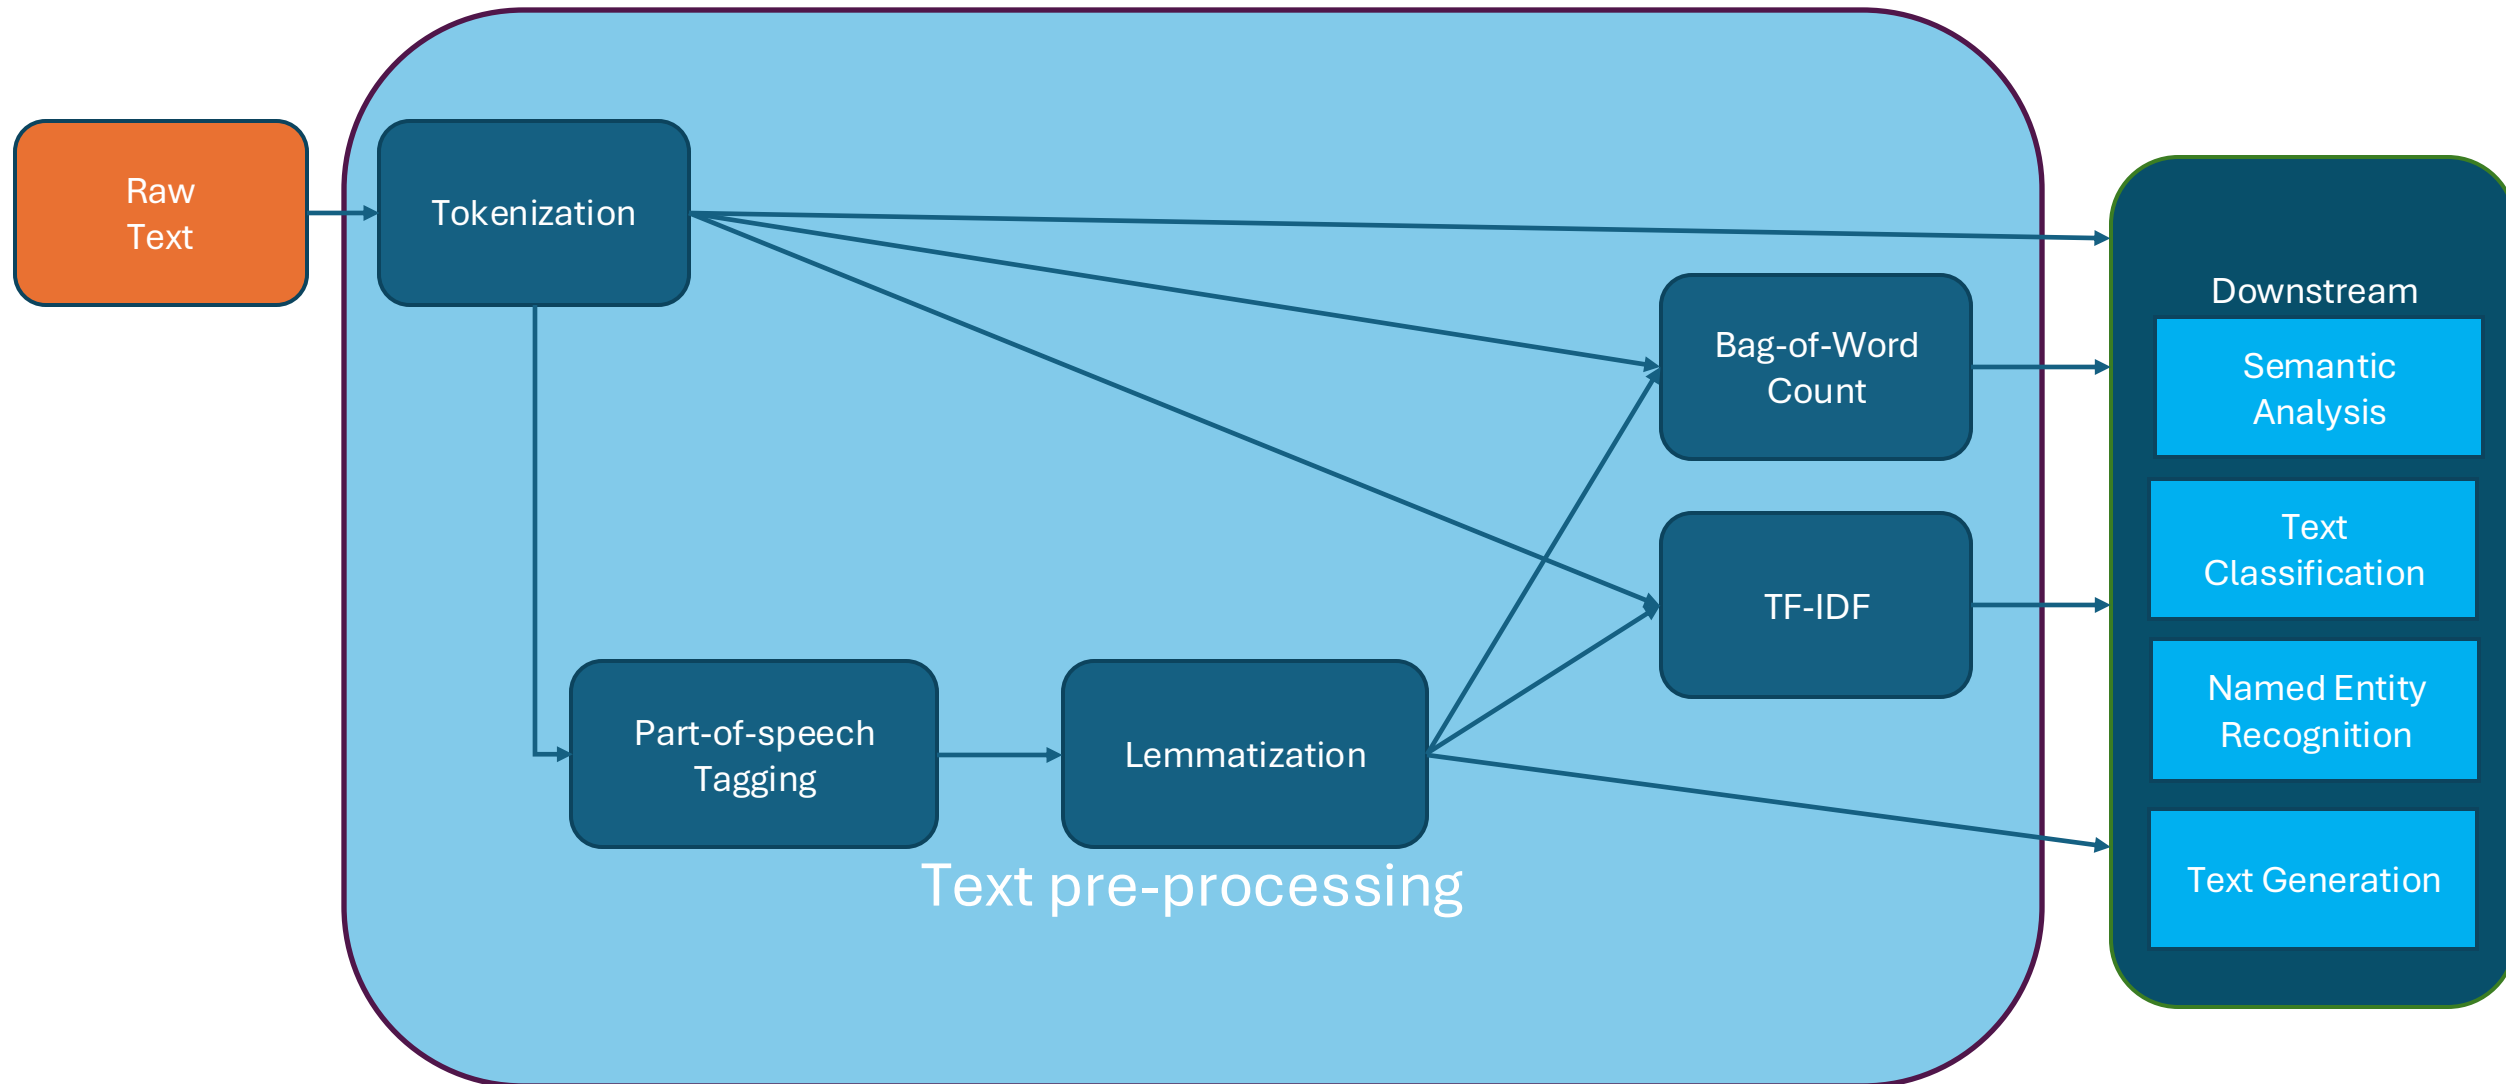 Raw
Text
Tokenization
Bag-of-Word
Count
TF-IDF
Part-of-speech
Tagging
Lemmatization
Text pre-processing
Downstream
Semantic
Analysis
Text
Classification
Named Entity
Recognition
Text Generation